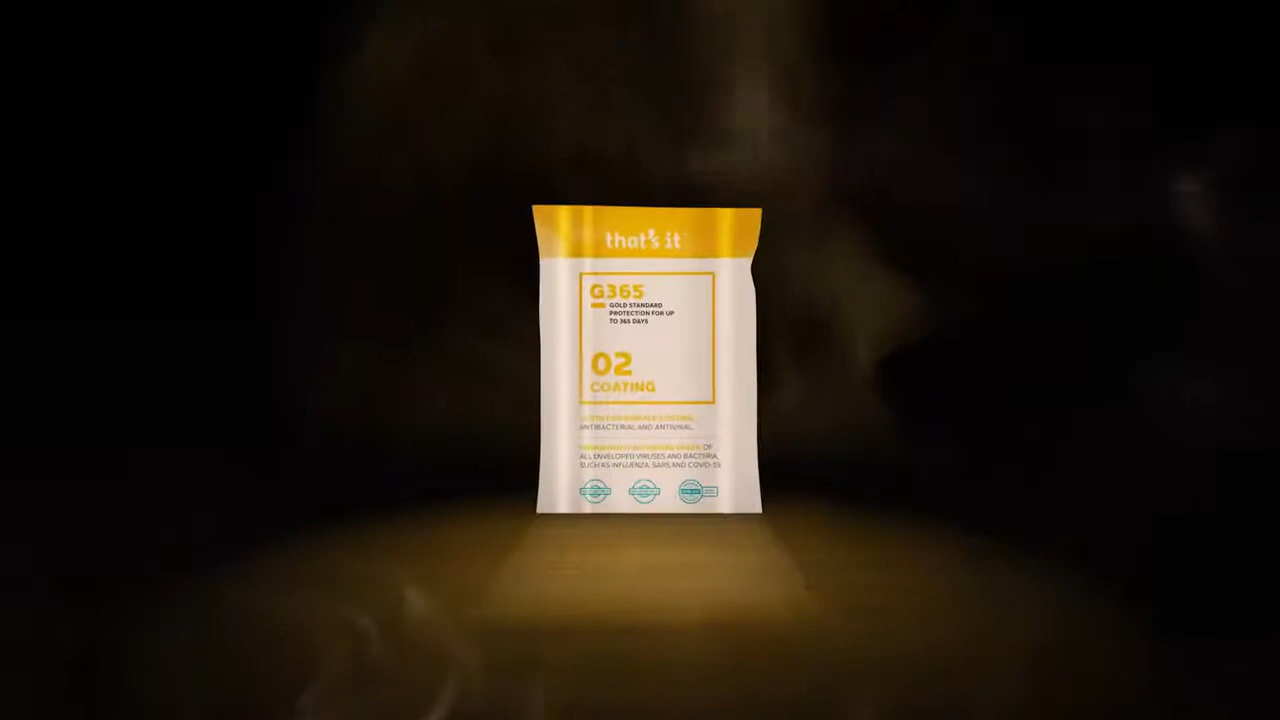 that's it
G365
GOLD STANDARD
PROTECTION FOR UP
TO 365 DAYS
02
COATING
ANTIBACTERIAL AND ANTIVIRAL.
OF
ALL ENVELOPED VIRUSES AND BACTERIA,
SUCH AS INFLUENZA, SARS AND COVID-19